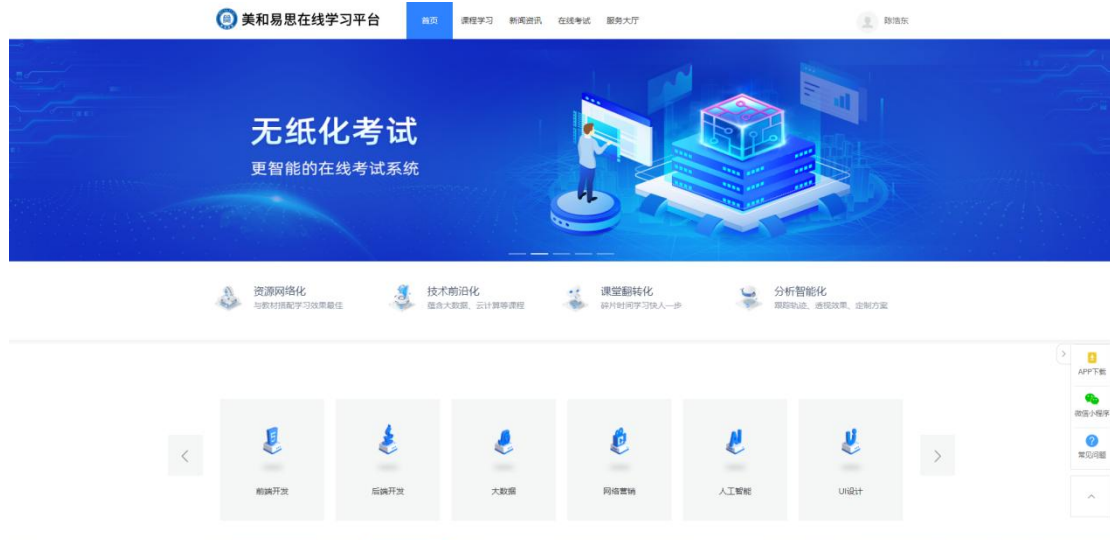 美和易思在线学习平台
首页
课程学习
新闻资讯
在线考试
服务大厅
陈浩东
无纸化考试
更智能的在线考试系统
资源网络化
与教材搭配学习效果最佳
技术前沿化
蕴含大数据、云计算等课程
课堂翻转化
碎片时间学习快人一步
分析智能化
跟踪轨迹、透视效果、定制方案
APP下载
微信小程序
常见问题
前端开发
后端开发
大数据
网络营销
人工智能
UI设计